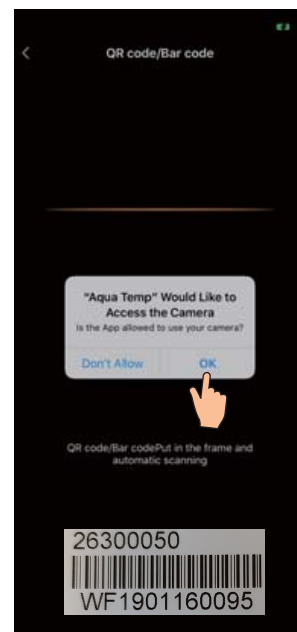 QR code/Bar code
"Aqua Temp" Would Like to
Access the Camera
Is the App allowed to use your camera?
Don't Allow
OK
QR code/Bar codePut in the frame and
automatic scanning
26300050
WF1901160095